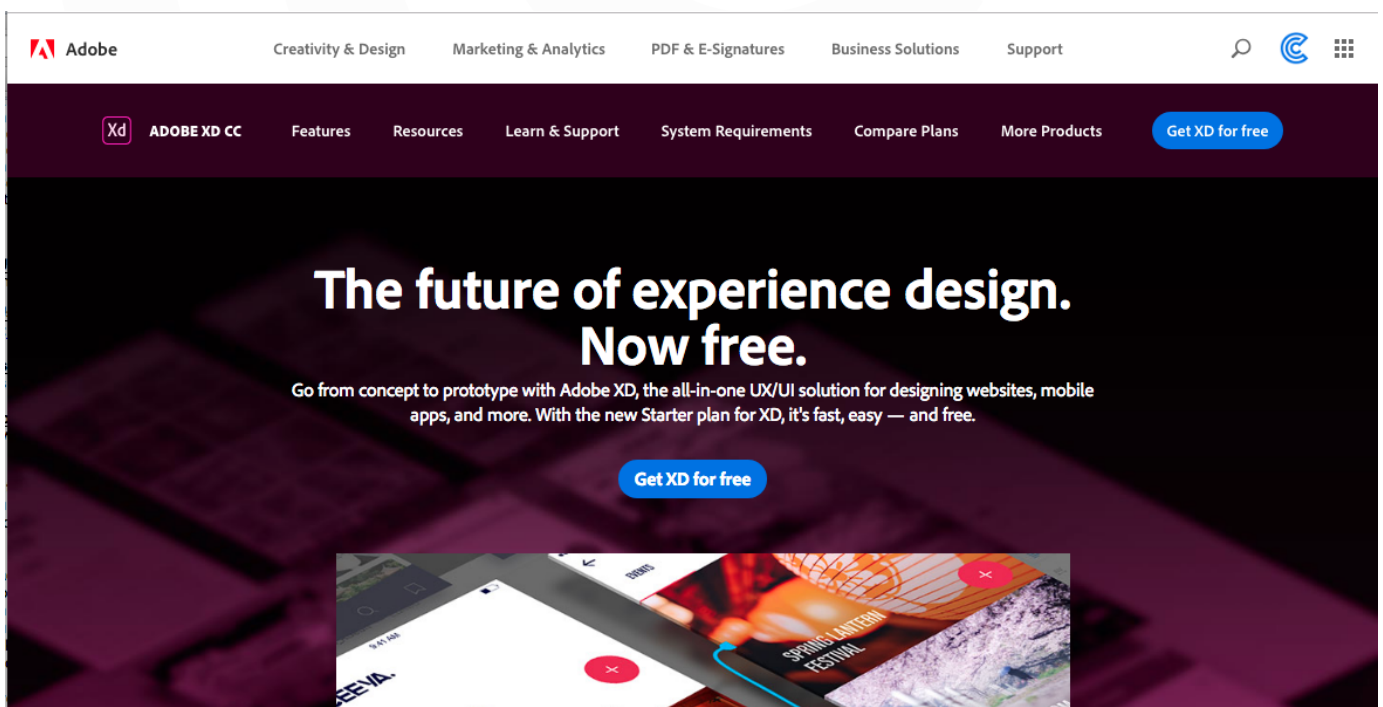 Adobe Creativity & Design Marketing & Analytics PDF & E-Signatures Business Solutions Support
Xd ADOBE XD CC Features Resources Learn & Support System Requirements Compare Plans More Products Get XD for free
The future of experience design.
Now free.
Go from concept to prototype with Adobe XD, the all-in-one UX/UI solution for designing websites, mobile
apps, and more. With the new Starter plan for XD, it's fast, easy — and free.
Get XD for free
EVENTS
9:41 AM
SPRING LANTERN
FESTIVAL